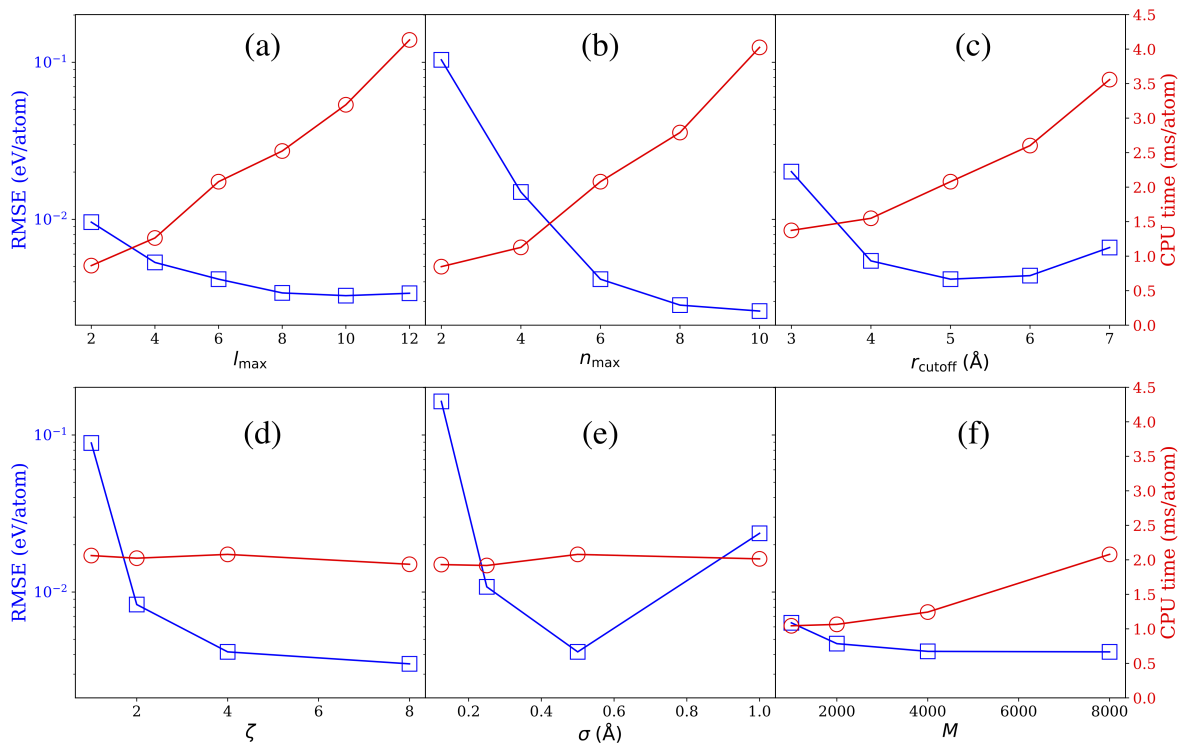 (a) (b) (c)
RMSE (eV/atom)
10⁻¹
10⁻²
4.5
4.0
3.5
3.0
2.5
2.0
1.5
1.0
0.5
0.0
CPU time (ms/atom)
2 4 6 8 10 12 2 4 6 8 10 3 4 5 6 7
l_max n_max r_cutoff (Å)
(d) (e) (f)
RMSE (eV/atom)
10⁻¹
10⁻²
4.5
4.0
3.5
3.0
2.5
2.0
1.5
1.0
0.5
0.0
CPU time (ms/atom)
2 4 6 8 0.2 0.4 0.6 0.8 1.0 2000 4000 6000 8000
ζ σ (Å) M